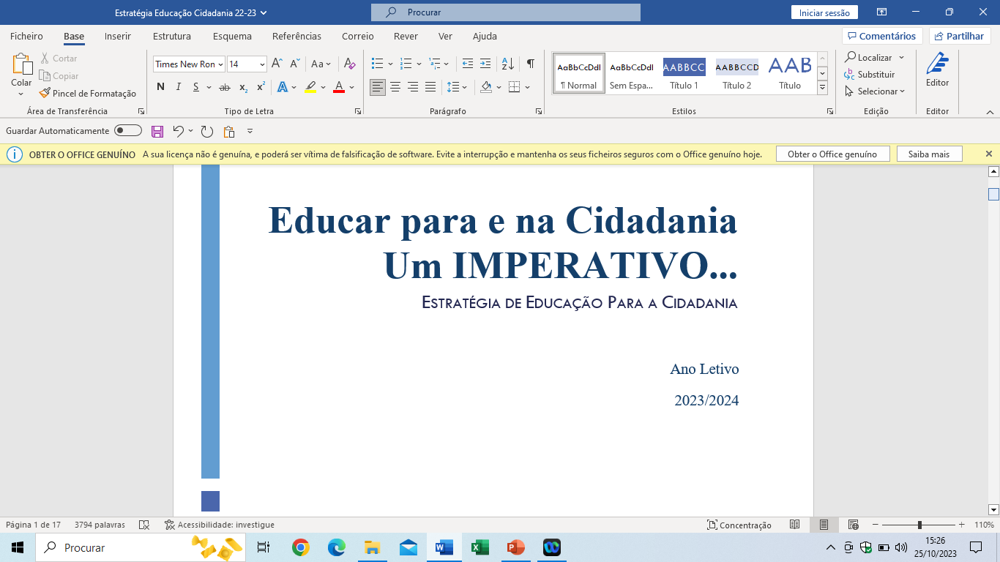 Estratégia Educação Cidadania 22-23
Procurar
Iniciar sessão
Ficheiro Base Inserir Estrutura Esquema Referências Correio Rever Ver Ajuda
Comentários Partilhar
Colar
Cortar
Copiar
Pincel de Formatação
Área de Transferência
Times New Ron 14
Aa
N I S ab x₂ x² A A
Tipo de Letra
Parágrafo
AaBbCcDdI AaBbCcDdI AABBCC AABBCCD AAB
¶ Normal Sem Espa... Título 1 Título 2 Título
Estilos
Localizar
Substituir
Selecionar
Edição
Editor
Editor
Guardar Automaticamente
OBTER O OFFICE GENUÍNO A sua licença não é genuína, e poderá ser vítima de falsificação de software. Evite a interrupção e mantenha os seus ficheiros seguros com o Office genuíno hoje. Obter o Office genuíno Saiba mais
Educar para e na Cidadania
Um IMPERATIVO...
Estratégia de Educação Para a Cidadania
Ano Letivo
2023/2024
Página 1 de 17 3794 palavras Acessibilidade: investigue Concentração 110%
Procurar
15:26
25/10/2023